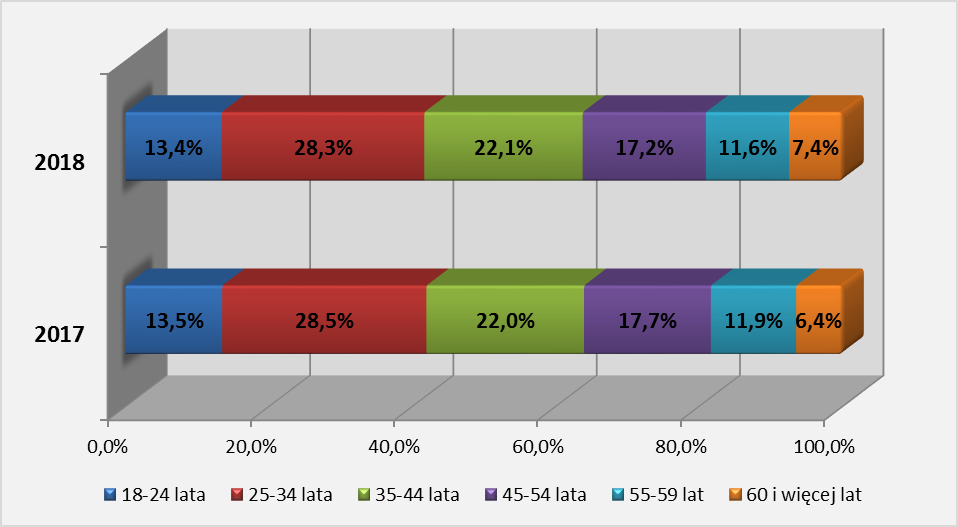 2018
13,4% 28,3% 22,1% 17,2% 11,6% 7,4%
2017
13,5% 28,5% 22,0% 17,7% 11,9% 6,4%
0,0% 20,0% 40,0% 60,0% 80,0% 100,0%
18-24 lata 25-34 lata 35-44 lata 45-54 lata 55-59 lat 60 i więcej lat